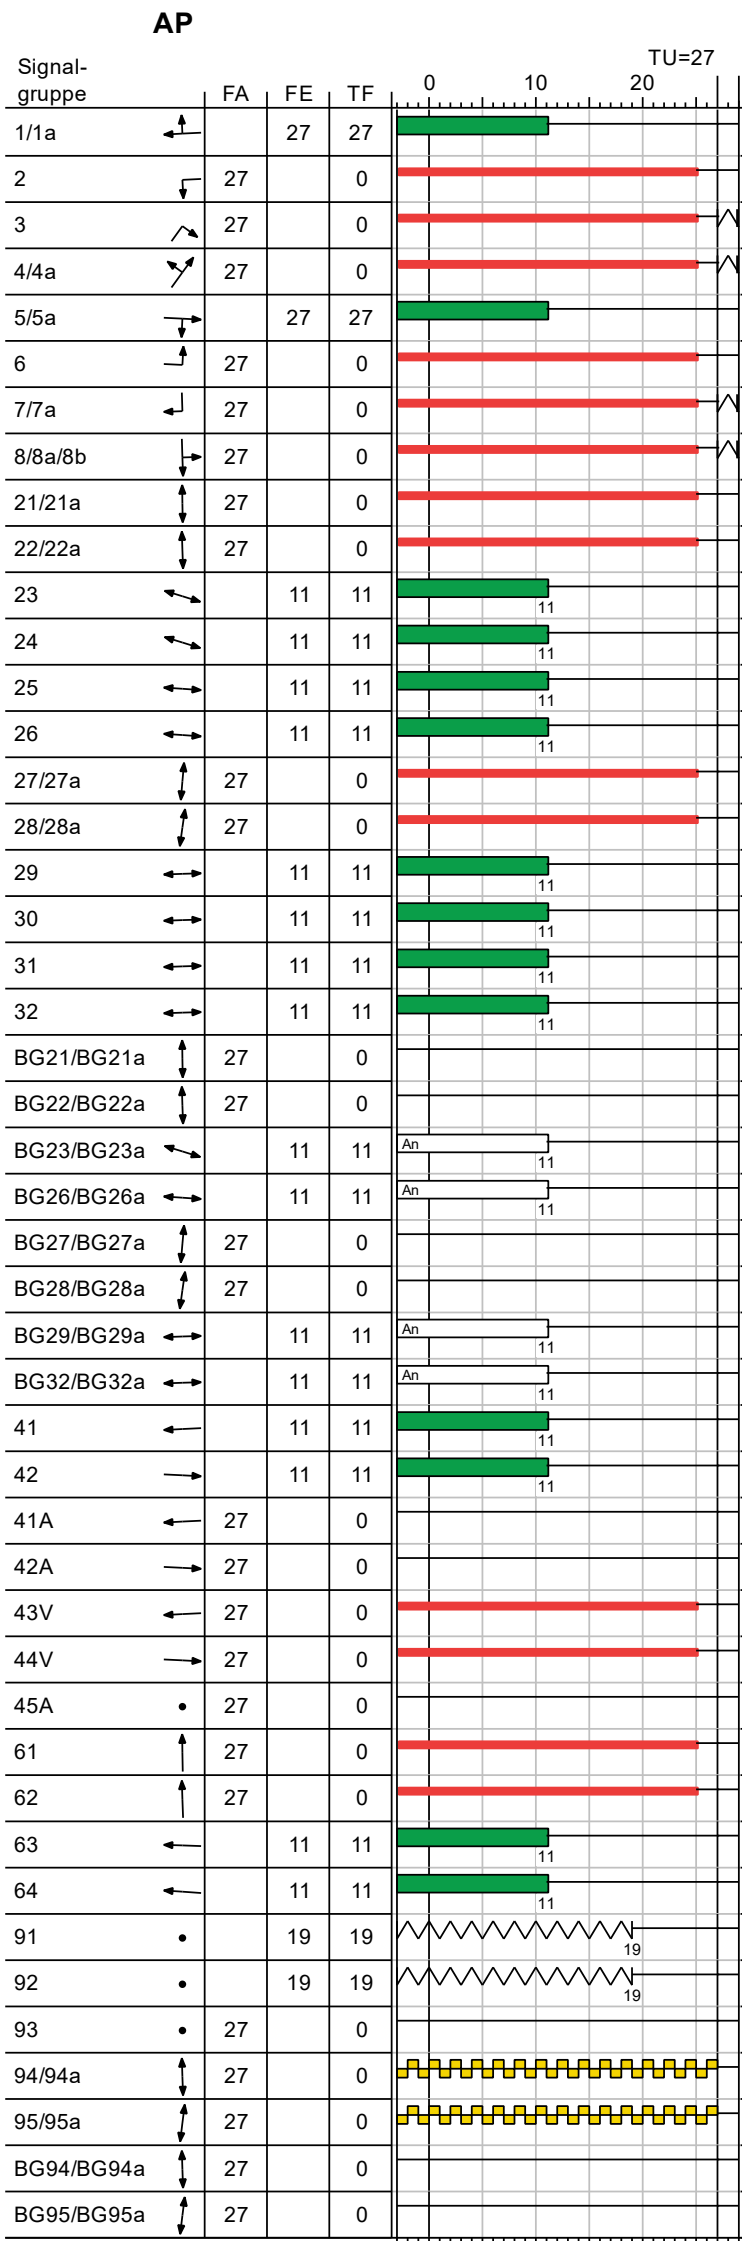 AP
TU=27
Signal-
gruppe FA FE TF 0 10 20
1/1a 27 27
2 27 0
3 27 0
4/4a 27 0
5/5a 27 27
6 27 0
7/7a 27 0
8/8a/8b 27 0
21/21a 27 0
22/22a 27 0
23 11 11
11
24 11 11
11
25 11 11
11
26 11 11
11
27/27a 27 0
28/28a 27 0
29 11 11
11
30 11 11
11
31 11 11
11
32 11 11
11
BG21/BG21a 27 0
BG22/BG22a 27 0
BG23/BG23a 11 11 An
11
BG26/BG26a 11 11 An
11
BG27/BG27a 27 0
BG28/BG28a 27 0
BG29/BG29a 11 11 An
11
BG32/BG32a 11 11 An
11
41 11 11
11
42 11 11
11
41A 27 0
42A 27 0
43V 27 0
44V 27 0
45A 27 0
61 27 0
62 27 0
63 11 11
11
64 11 11
11
91 19 19
19
92 19 19
19
93 27 0
94/94a 27 0
95/95a 27 0
BG94/BG94a 27 0
BG95/BG95a 27 0